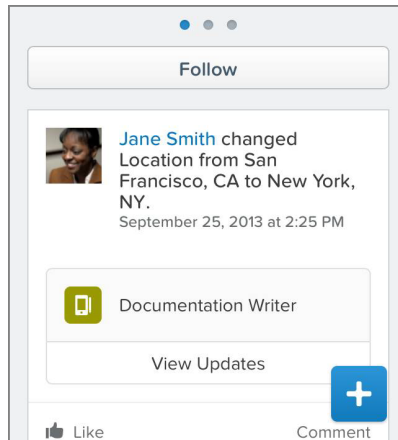 Follow
Jane Smith changed
Location from San
Francisco, CA to New York,
NY.
September 25, 2013 at 2:25 PM
Documentation Writer
View Updates
Like
Comment